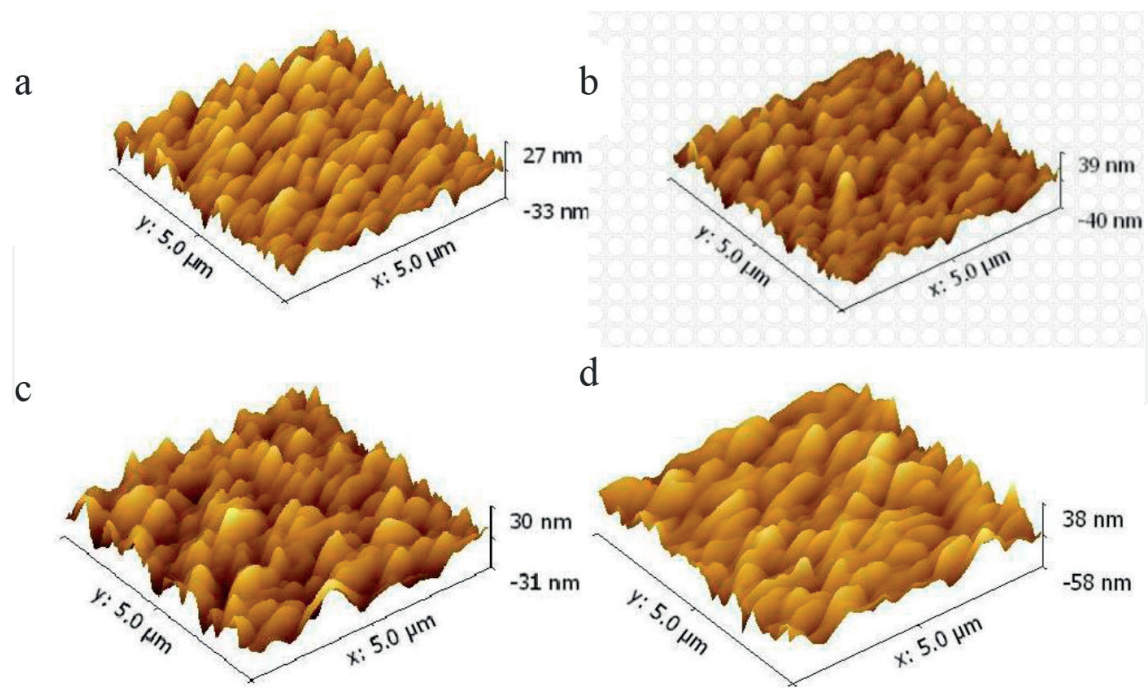 a
27 nm
-33 nm
y: 5.0 µm
x: 5.0 µm
b
39 nm
-40 nm
y: 5.0 µm
x: 5.0 µm
c
30 nm
-31 nm
y: 5.0 µm
x: 5.0 µm
d
38 nm
-58 nm
y: 5.0 µm
x: 5.0 µm